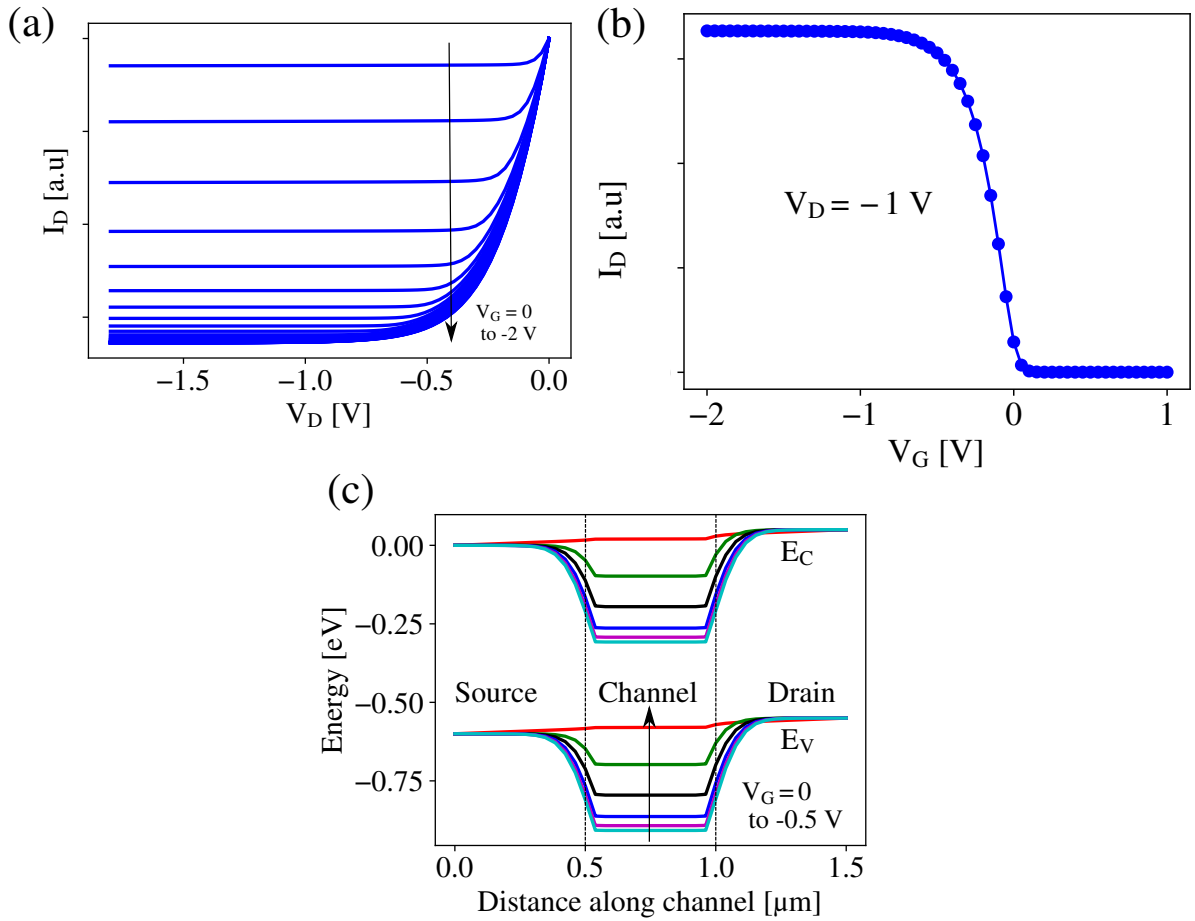 (a)
I_D [a.u]
V_G = 0
to -2 V
−1.5 −1.0 −0.5 0.0
V_D [V]
(b)
I_D [a.u]
V_D = − 1 V
−2 −1 0 1
V_G [V]
(c)
Energy [eV]
0.00
−0.25
−0.50
−0.75
E_C
Source Channel Drain
E_V
V_G = 0
to -0.5 V
0.0 0.5 1.0 1.5
Distance along channel [µm]